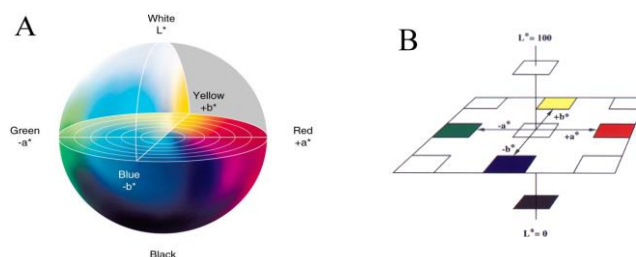 A
White
L*
Yellow
+b*
Green
-a*
Red
+a*
Blue
-b*
Black
B
L*= 100
+b*
-a*
+a*
-b*
L*= 0